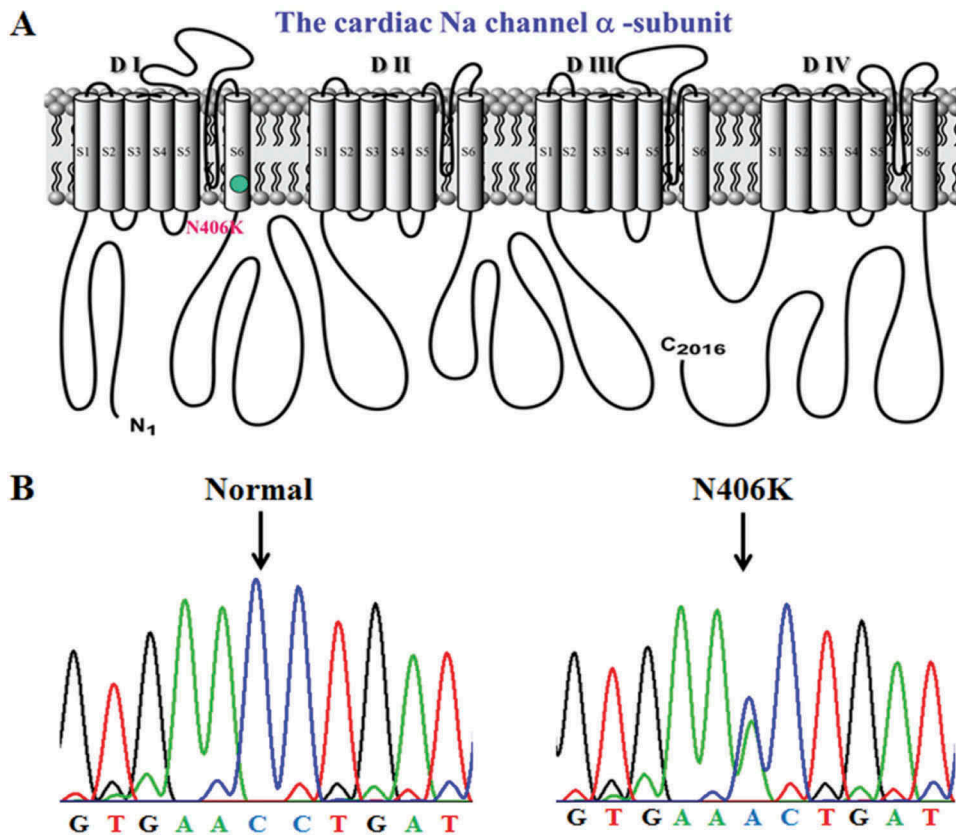 A
The cardiac Na channel α -subunit
D I D II D III D IV
S1 S2 S3 S4 S5 S6 S1 S2 S3 S4 S5 S6 S1 S2 S3 S4 S5 S6 S1 S2 S3 S4 S5 S6
N406K
C2016
N1
B
Normal N406K
G T G A A C C T G A T G T G A A A C T G A T